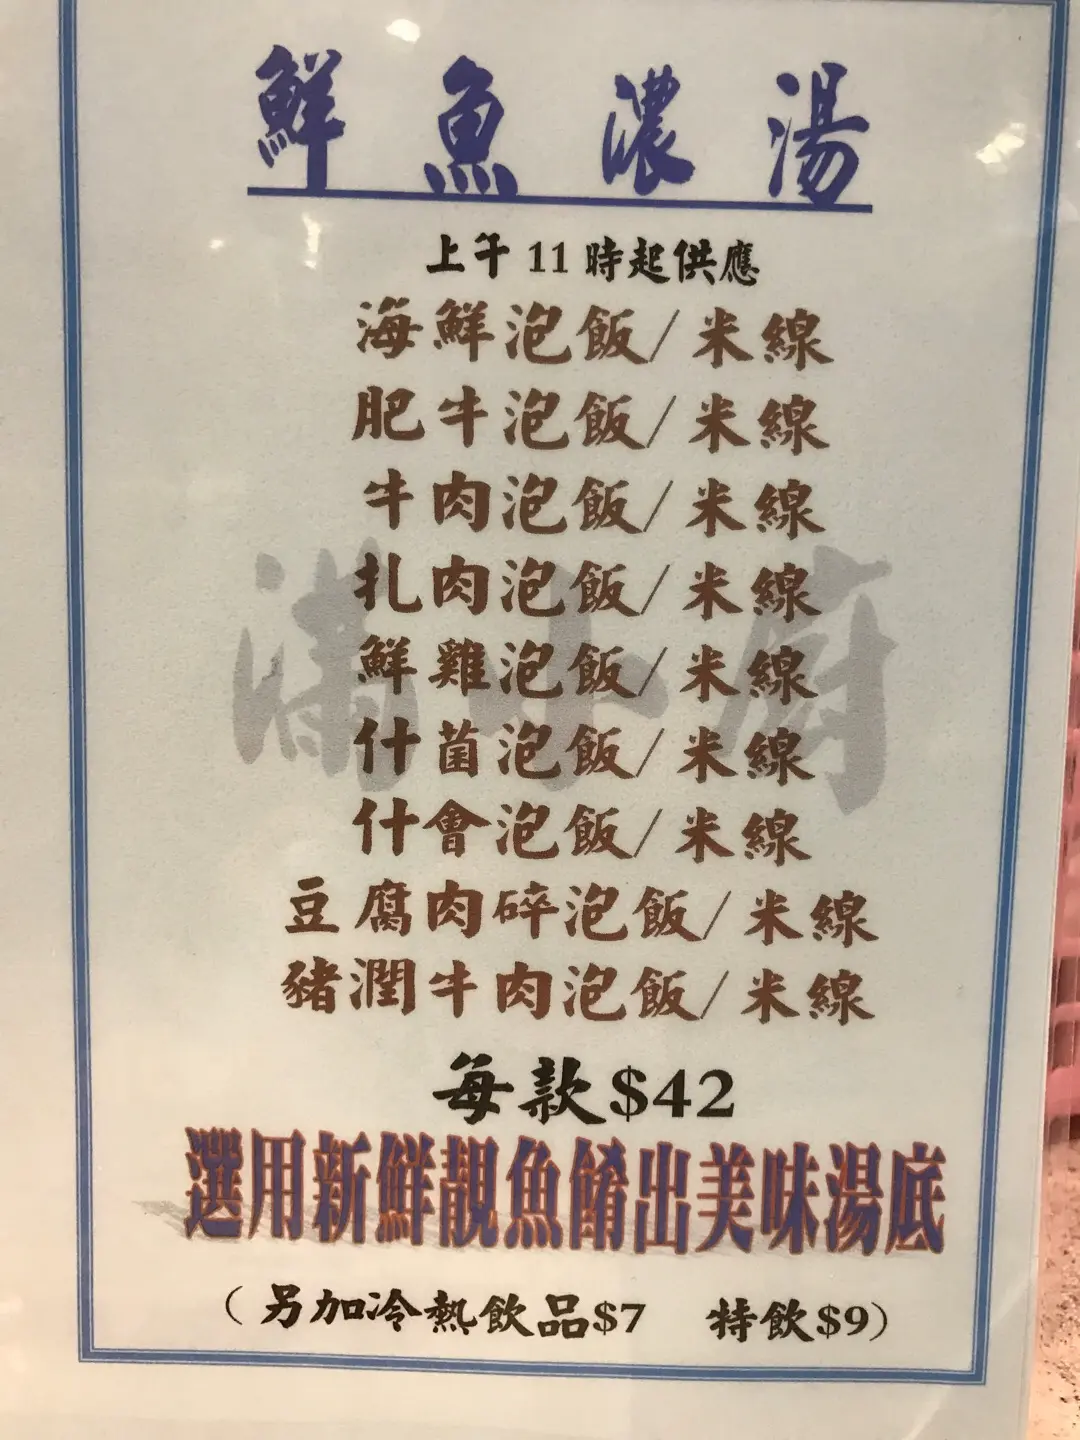 鮮魚濃湯
上午11時起供應
海鮮泡飯/米線
肥牛泡飯/米線
牛肉泡飯/米線
扎肉泡飯/米線
鮮雞泡飯/米線
什菌泡飯/米線
什會泡飯/米線
豆腐肉碎泡飯/米線
豬潤牛肉泡飯/米線
滿小廚
每款$42
選用新鮮靚魚餚出美味湯底
（另加冷熱飲品$7 特飲$9）